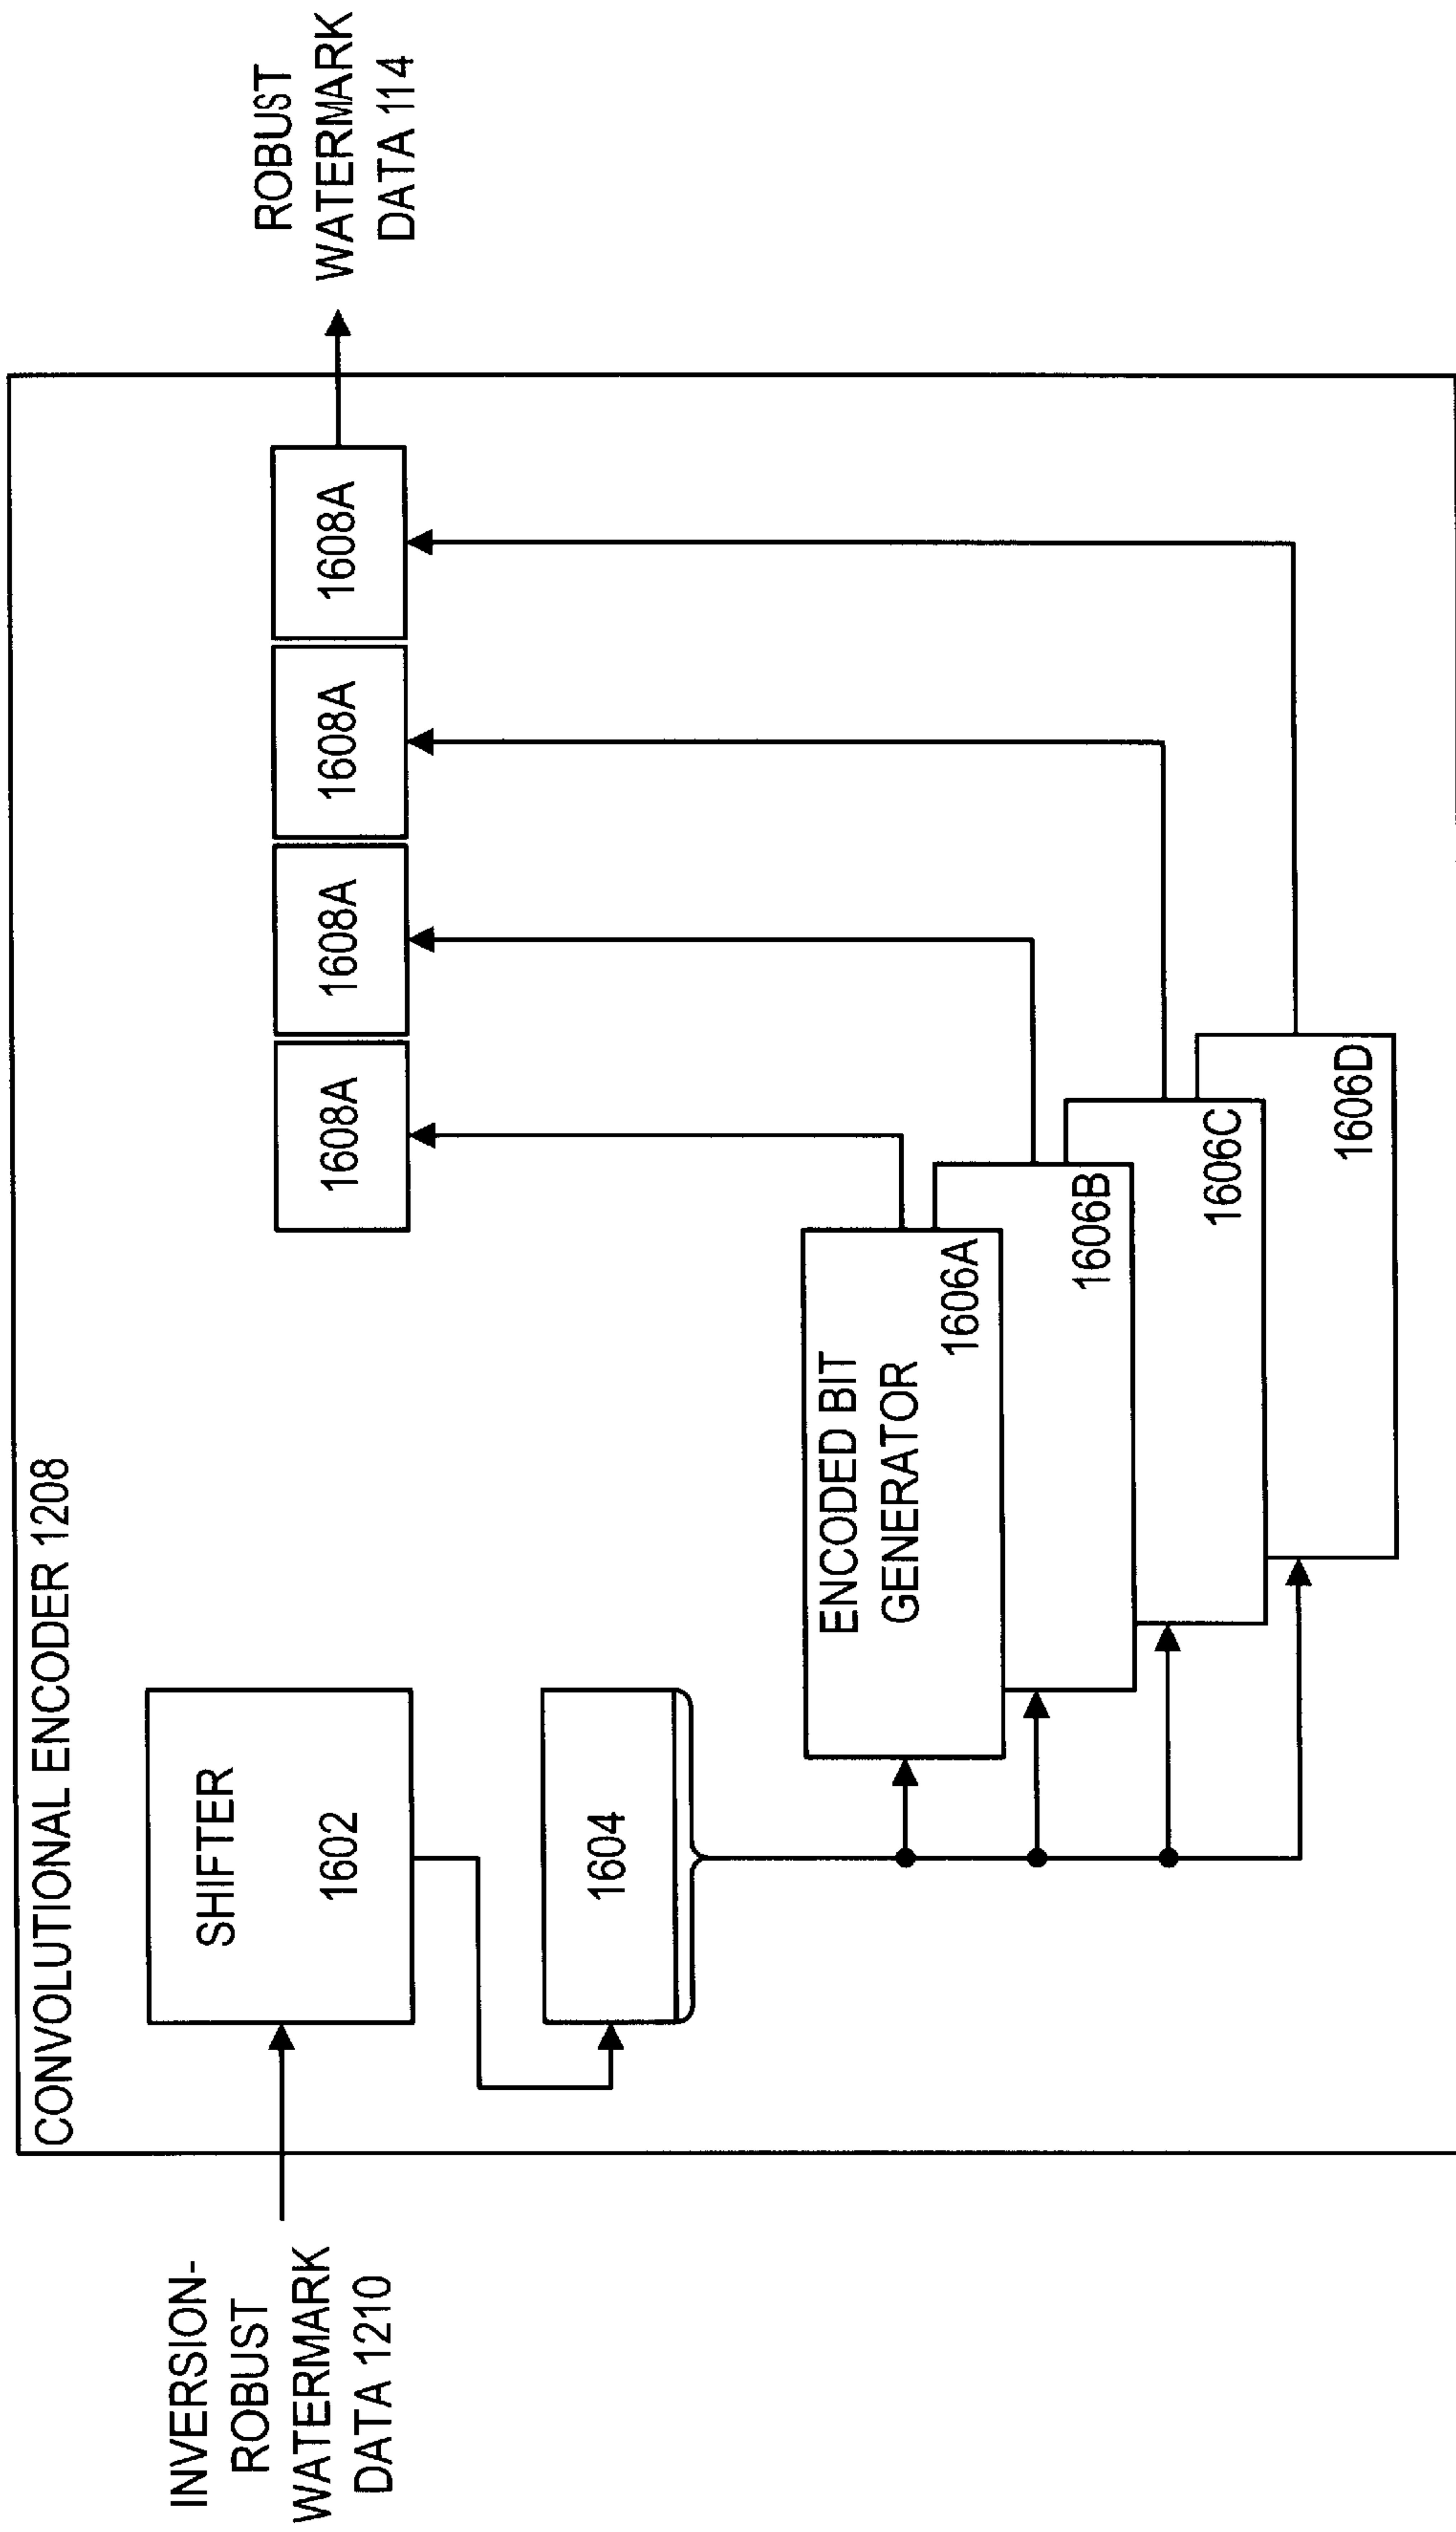 CONVOLUTIONAL ENCODER 1208
INVERSION-
ROBUST
WATERMARK
DATA 1210
SHIFTER
1602
1604
ENCODED BIT
GENERATOR
1606A
1606B
1606C
1606D
1608A
1608A
1608A
1608A
ROBUST
WATERMARK
DATA 114